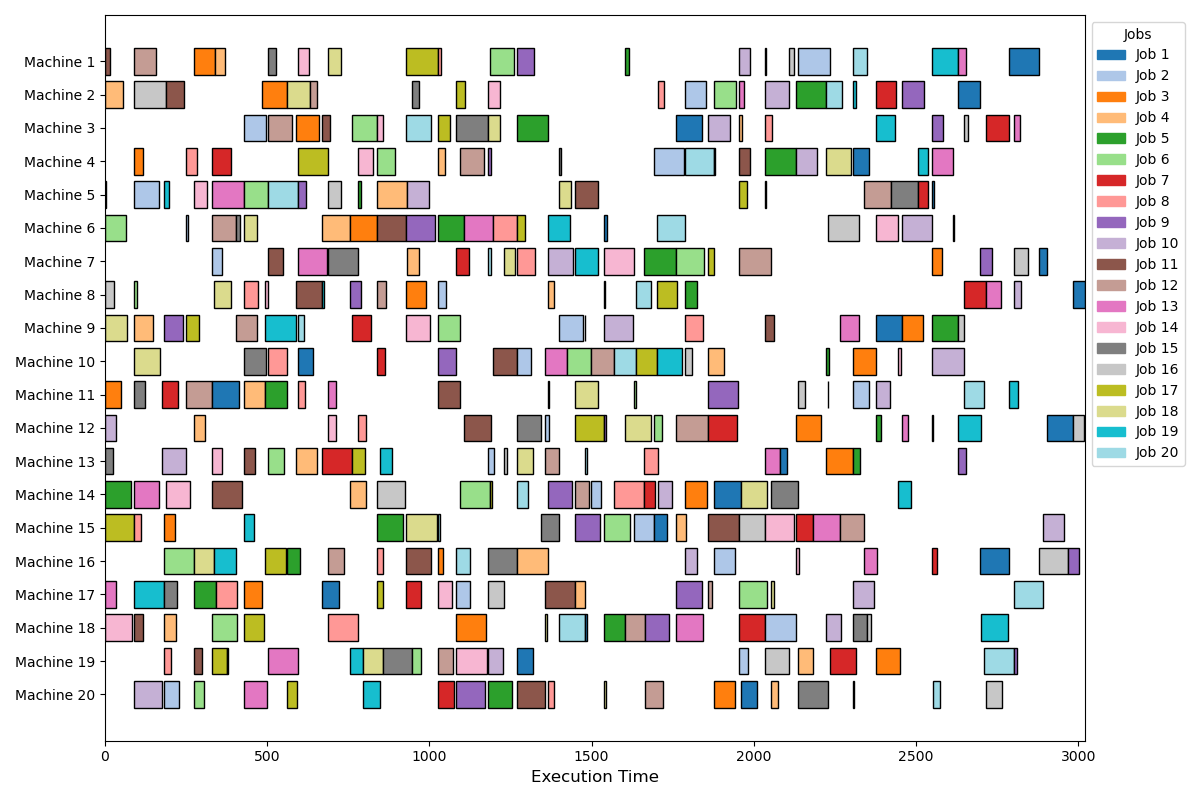 Machine 1
Machine 2
Machine 3
Machine 4
Machine 5
Machine 6
Machine 7
Machine 8
Machine 9
Machine 10
Machine 11
Machine 12
Machine 13
Machine 14
Machine 15
Machine 16
Machine 17
Machine 18
Machine 19
Machine 20
0 500 1000 1500 2000 2500 3000
Execution Time
Jobs
Job 1
Job 2
Job 3
Job 4
Job 5
Job 6
Job 7
Job 8
Job 9
Job 10
Job 11
Job 12
Job 13
Job 14
Job 15
Job 16
Job 17
Job 18
Job 19
Job 20